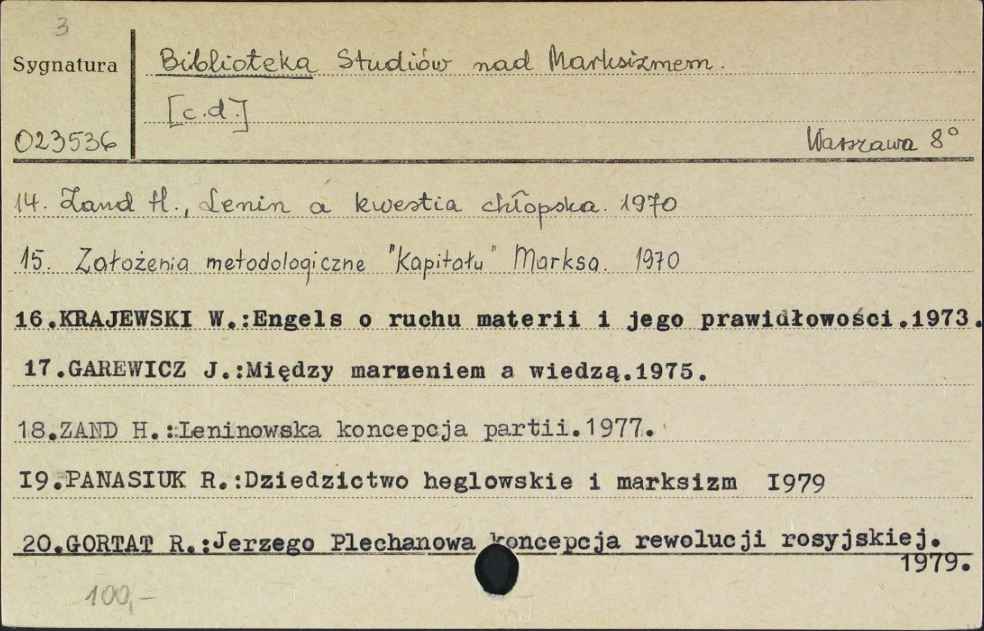 3
Sygnatura
Biblioteka Studiów nad Marksizmem.
[c.d.]
023536
Warszawa 8°
14. Zand H., Lenin a kwestia chłopska. 1970
15. Założenia metodologiczne "Kapitału" Marksa. 1970
16.KRAJEWSKI W.:Engels o ruchu materii i jego prawidłowości.1973.
17.GAREWICZ J.:Między marzeniem a wiedzą.1975.
18.ZAND H.:Leninowska koncepcja partii.1977.
I9.PANASIUK R.:Dziedzictwo heglowskie i marksizm I979
20.GORTAT R.:Jerzego Plechanowa koncepcja rewolucji rosyjskiej.
1979.
100,-